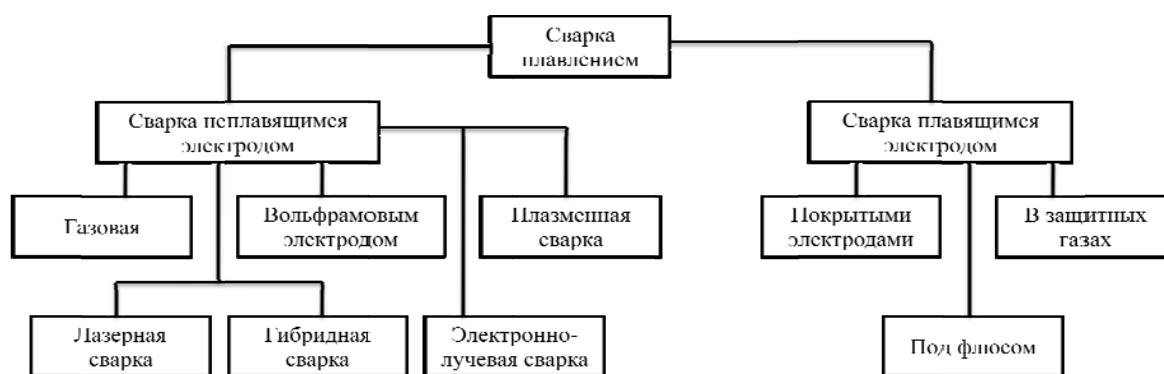 Сварка
плавлением
Сварка неплавящимся
электродом
Сварка плавящимся
электродом
Газовая
Вольфрамовым
электродом
Плазменная
сварка
Покрытыми
электродами
В защитных
газах
Лазерная
сварка
Гибридная
сварка
Электронно-
лучевая сварка
Под флюсом